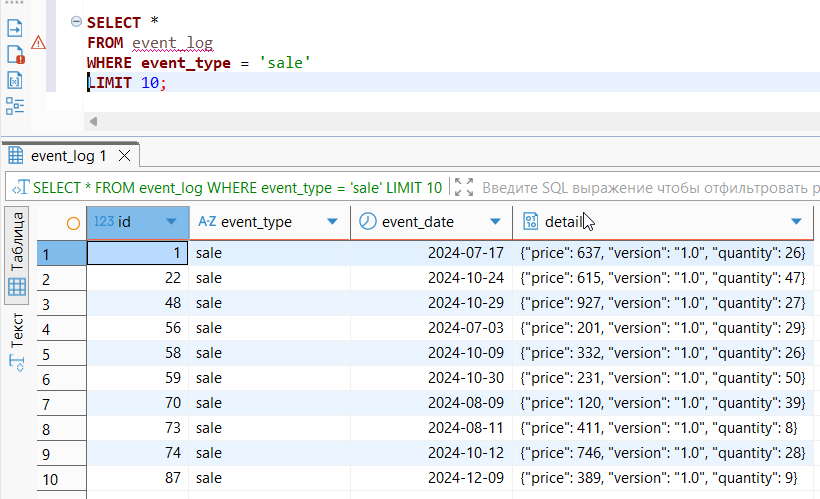 SELECT *
FROM event_log
WHERE event_type = 'sale'
LIMIT 10;
event_log 1
SELECT * FROM event_log WHERE event_type = 'sale' LIMIT 10 Введите SQL выражение чтобы отфильтровать р
Таблица
Текст
123 id A-Z event_type event_date detail
1 1 sale 2024-07-17 {"price": 637, "version": "1.0", "quantity": 26}
2 22 sale 2024-10-24 {"price": 615, "version": "1.0", "quantity": 47}
3 48 sale 2024-10-29 {"price": 927, "version": "1.0", "quantity": 27}
4 56 sale 2024-07-03 {"price": 201, "version": "1.0", "quantity": 29}
5 58 sale 2024-10-09 {"price": 332, "version": "1.0", "quantity": 26}
6 59 sale 2024-10-30 {"price": 231, "version": "1.0", "quantity": 50}
7 70 sale 2024-08-09 {"price": 120, "version": "1.0", "quantity": 39}
8 73 sale 2024-08-11 {"price": 411, "version": "1.0", "quantity": 8}
9 74 sale 2024-10-12 {"price": 746, "version": "1.0", "quantity": 28}
10 87 sale 2024-12-09 {"price": 389, "version": "1.0", "quantity": 9}